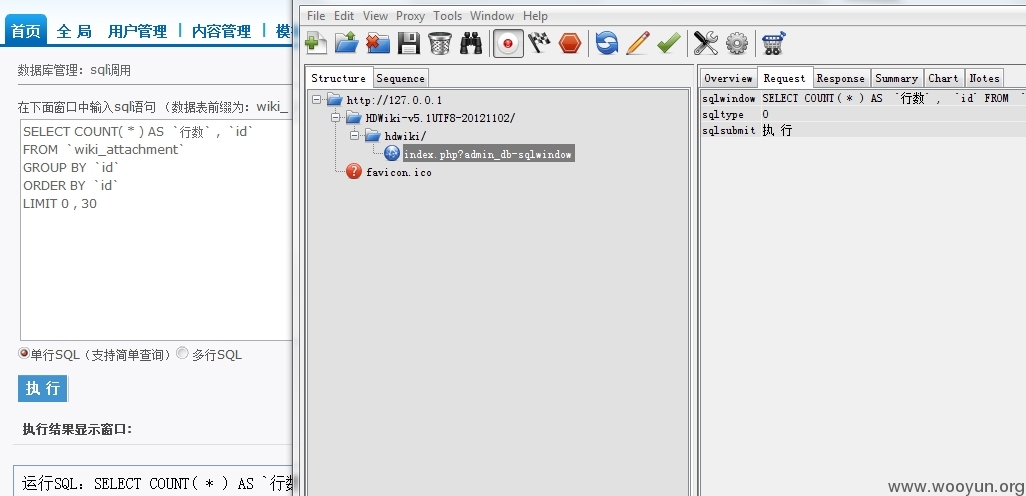 首页 全 局 用户管理 内容管理
数据库管理：sql调用
在下面窗口中输入sql语句（数据表前缀为：wiki_
SELECT COUNT( * ) AS `行数` , `id`
FROM `wiki_attachment`
GROUP BY `id`
ORDER BY `id`
LIMIT 0 , 30
单行SQL（支持简单查询） 多行SQL
执 行
执行结果显示窗口：
运行SQL：SELECT COUNT( * ) AS `行数
File Edit View Proxy Tools Window Help
Structure Sequence
http://127.0.0.1
HDWiki-v5.1UTF8-20121102/
hdwiki/
index.php?admin_db-sqlwindow
favicon.ico
Overview Request Response Summary Chart Notes
sqlwindow SELECT COUNT( * ) AS `行数` , `id` FROM
sqltype 0
sqlsubmit 执 行
www.wooyun.org